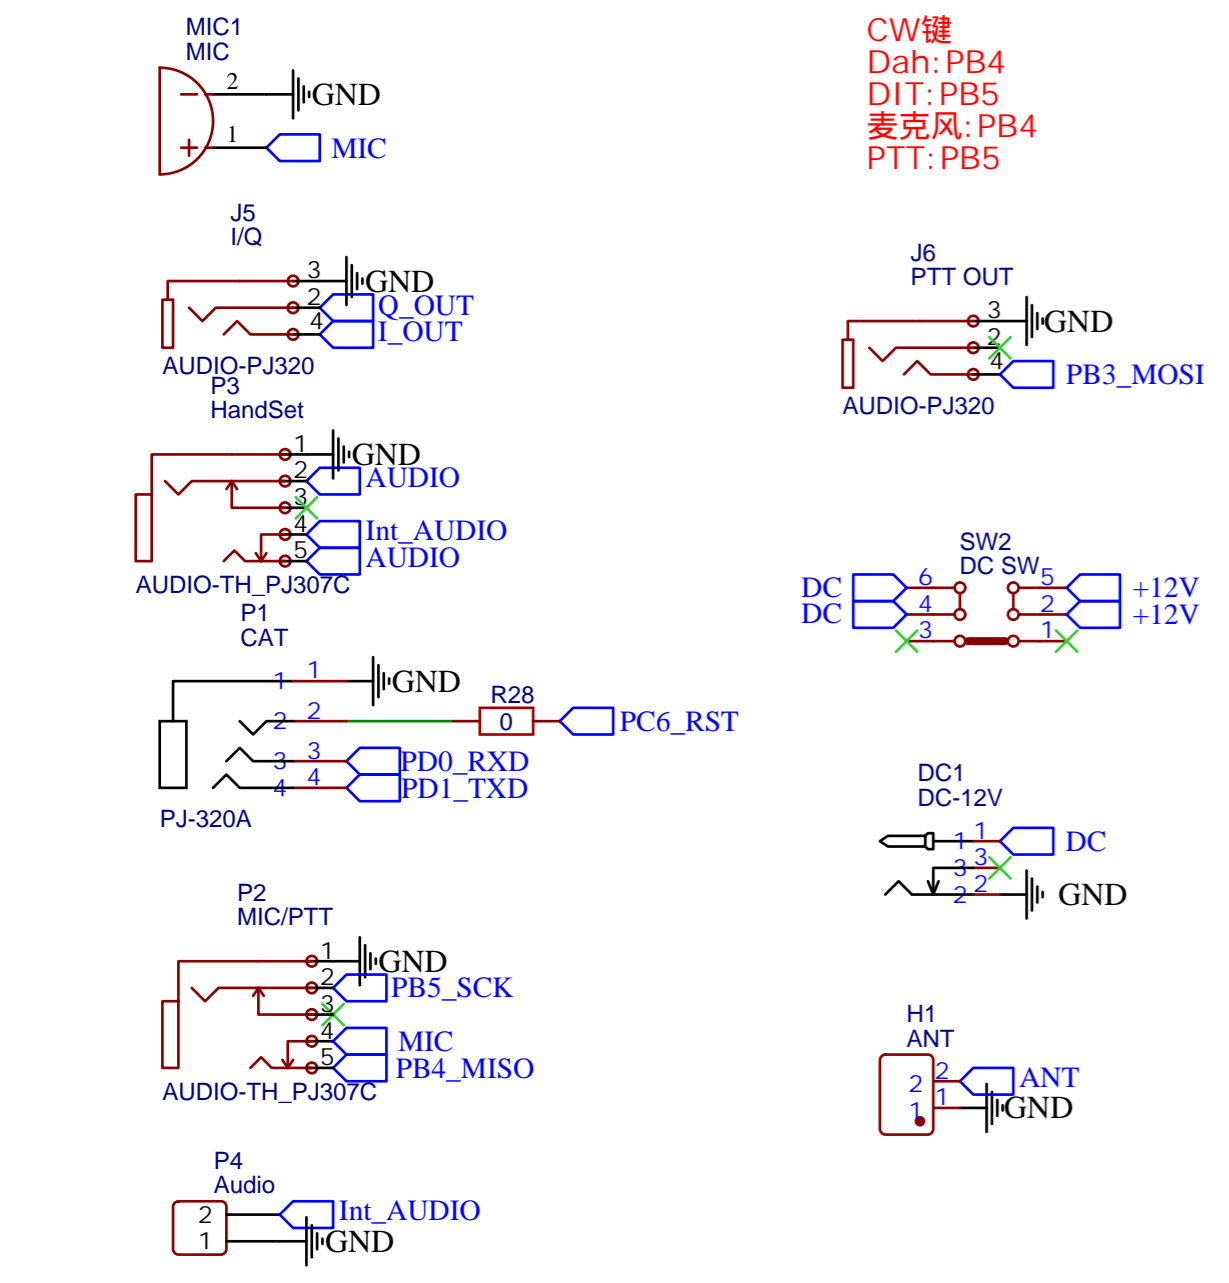 MIC1
MIC
2
GND
1
MIC
CW键
Dah:PB4
DIT:PB5
麦克风:PB4
PTT:PB5
J5
I/Q
3
GND
2
Q_OUT
4
I_OUT
AUDIO-PJ320
J6
PTT OUT
3
GND
2
4
PB3_MOSI
AUDIO-PJ320
P3
HandSet
1
GND
2
AUDIO
3
4
Int_AUDIO
5
AUDIO
AUDIO-TH_PJ307C
SW2
DC SW
DC
6
5
+12V
DC
4
2
+12V
3
1
P1
CAT
1
1
GND
2
2
R28
0
PC6_RST
3
3
PD0_RXD
4
4
PD1_TXD
PJ-320A
DC1
DC-12V
1
1
DC
3
3
2
2
GND
P2
MIC/PTT
1
GND
2
PB5_SCK
3
4
MIC
5
PB4_MISO
AUDIO-TH_PJ307C
H1
ANT
2
2
ANT
1
1
GND
P4
Audio
2
Int_AUDIO
1
GND